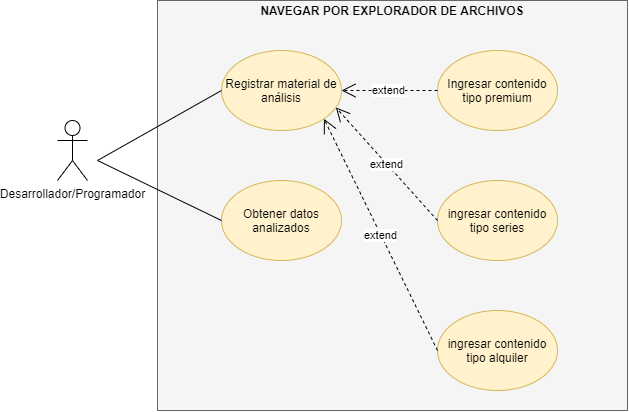 NAVEGAR POR EXPLORADOR DE ARCHIVOS
Registrar material de
análisis
extend
Ingresar contenido
tipo premium
Desarrollador/Programador
extend
Obtener datos
analizados
ingresar contenido
tipo series
extend
ingresar contenido
tipo alquiler